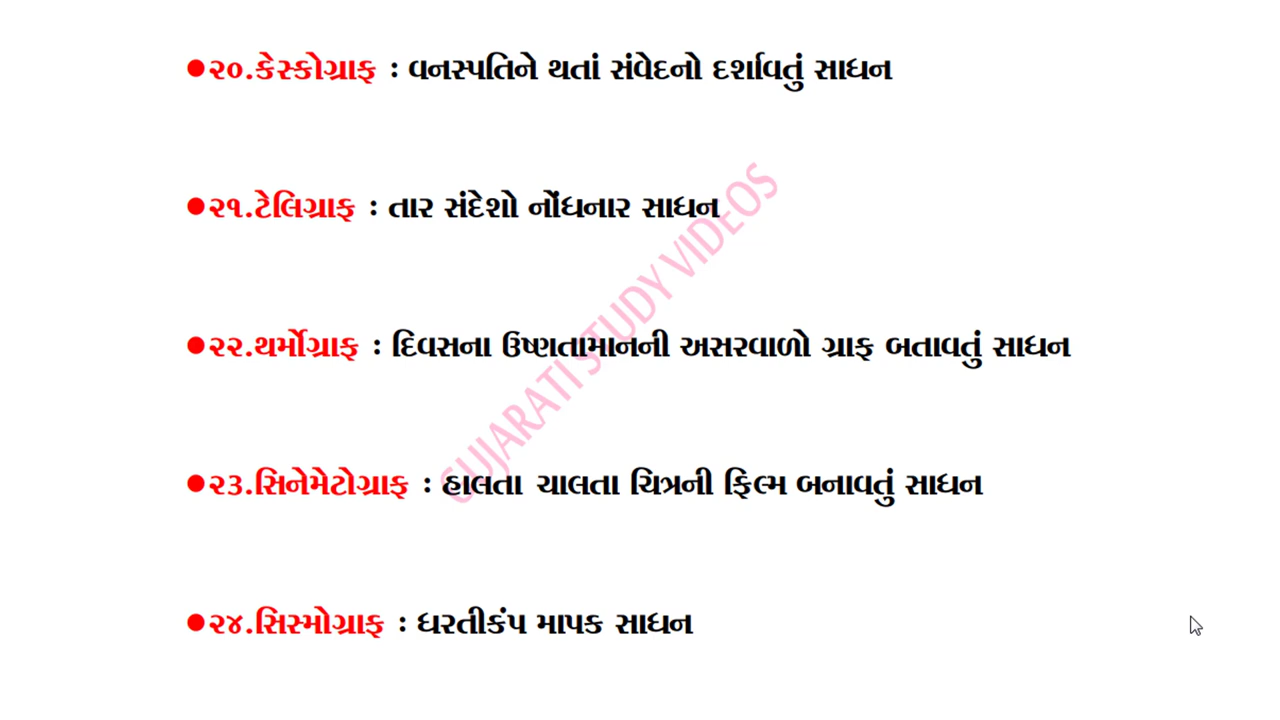 ●૨૦.કેસ્કોગ્રાફ : વનસ્પતિને થતાં સંવેદનો દર્શાવતું સાધન
●૨૧.ટેલિગ્રાફ : તાર સંદેશો નોંધનાર સાધન
●૨૨.થર્મોગ્રાફ : દિવસના ઉષ્ણતામાનની અસરવાળો ગ્રાફ બતાવતું સાધન
●૨૩.સિનેમેટોગ્રાફ : હાલતા ચાલતા ચિત્રની ફિલ્મ બનાવતું સાધન
●૨૪.સિસ્મોગ્રાફ : ધરતીકંપ માપક સાધન
GUJARATI STUDY VIDEOS